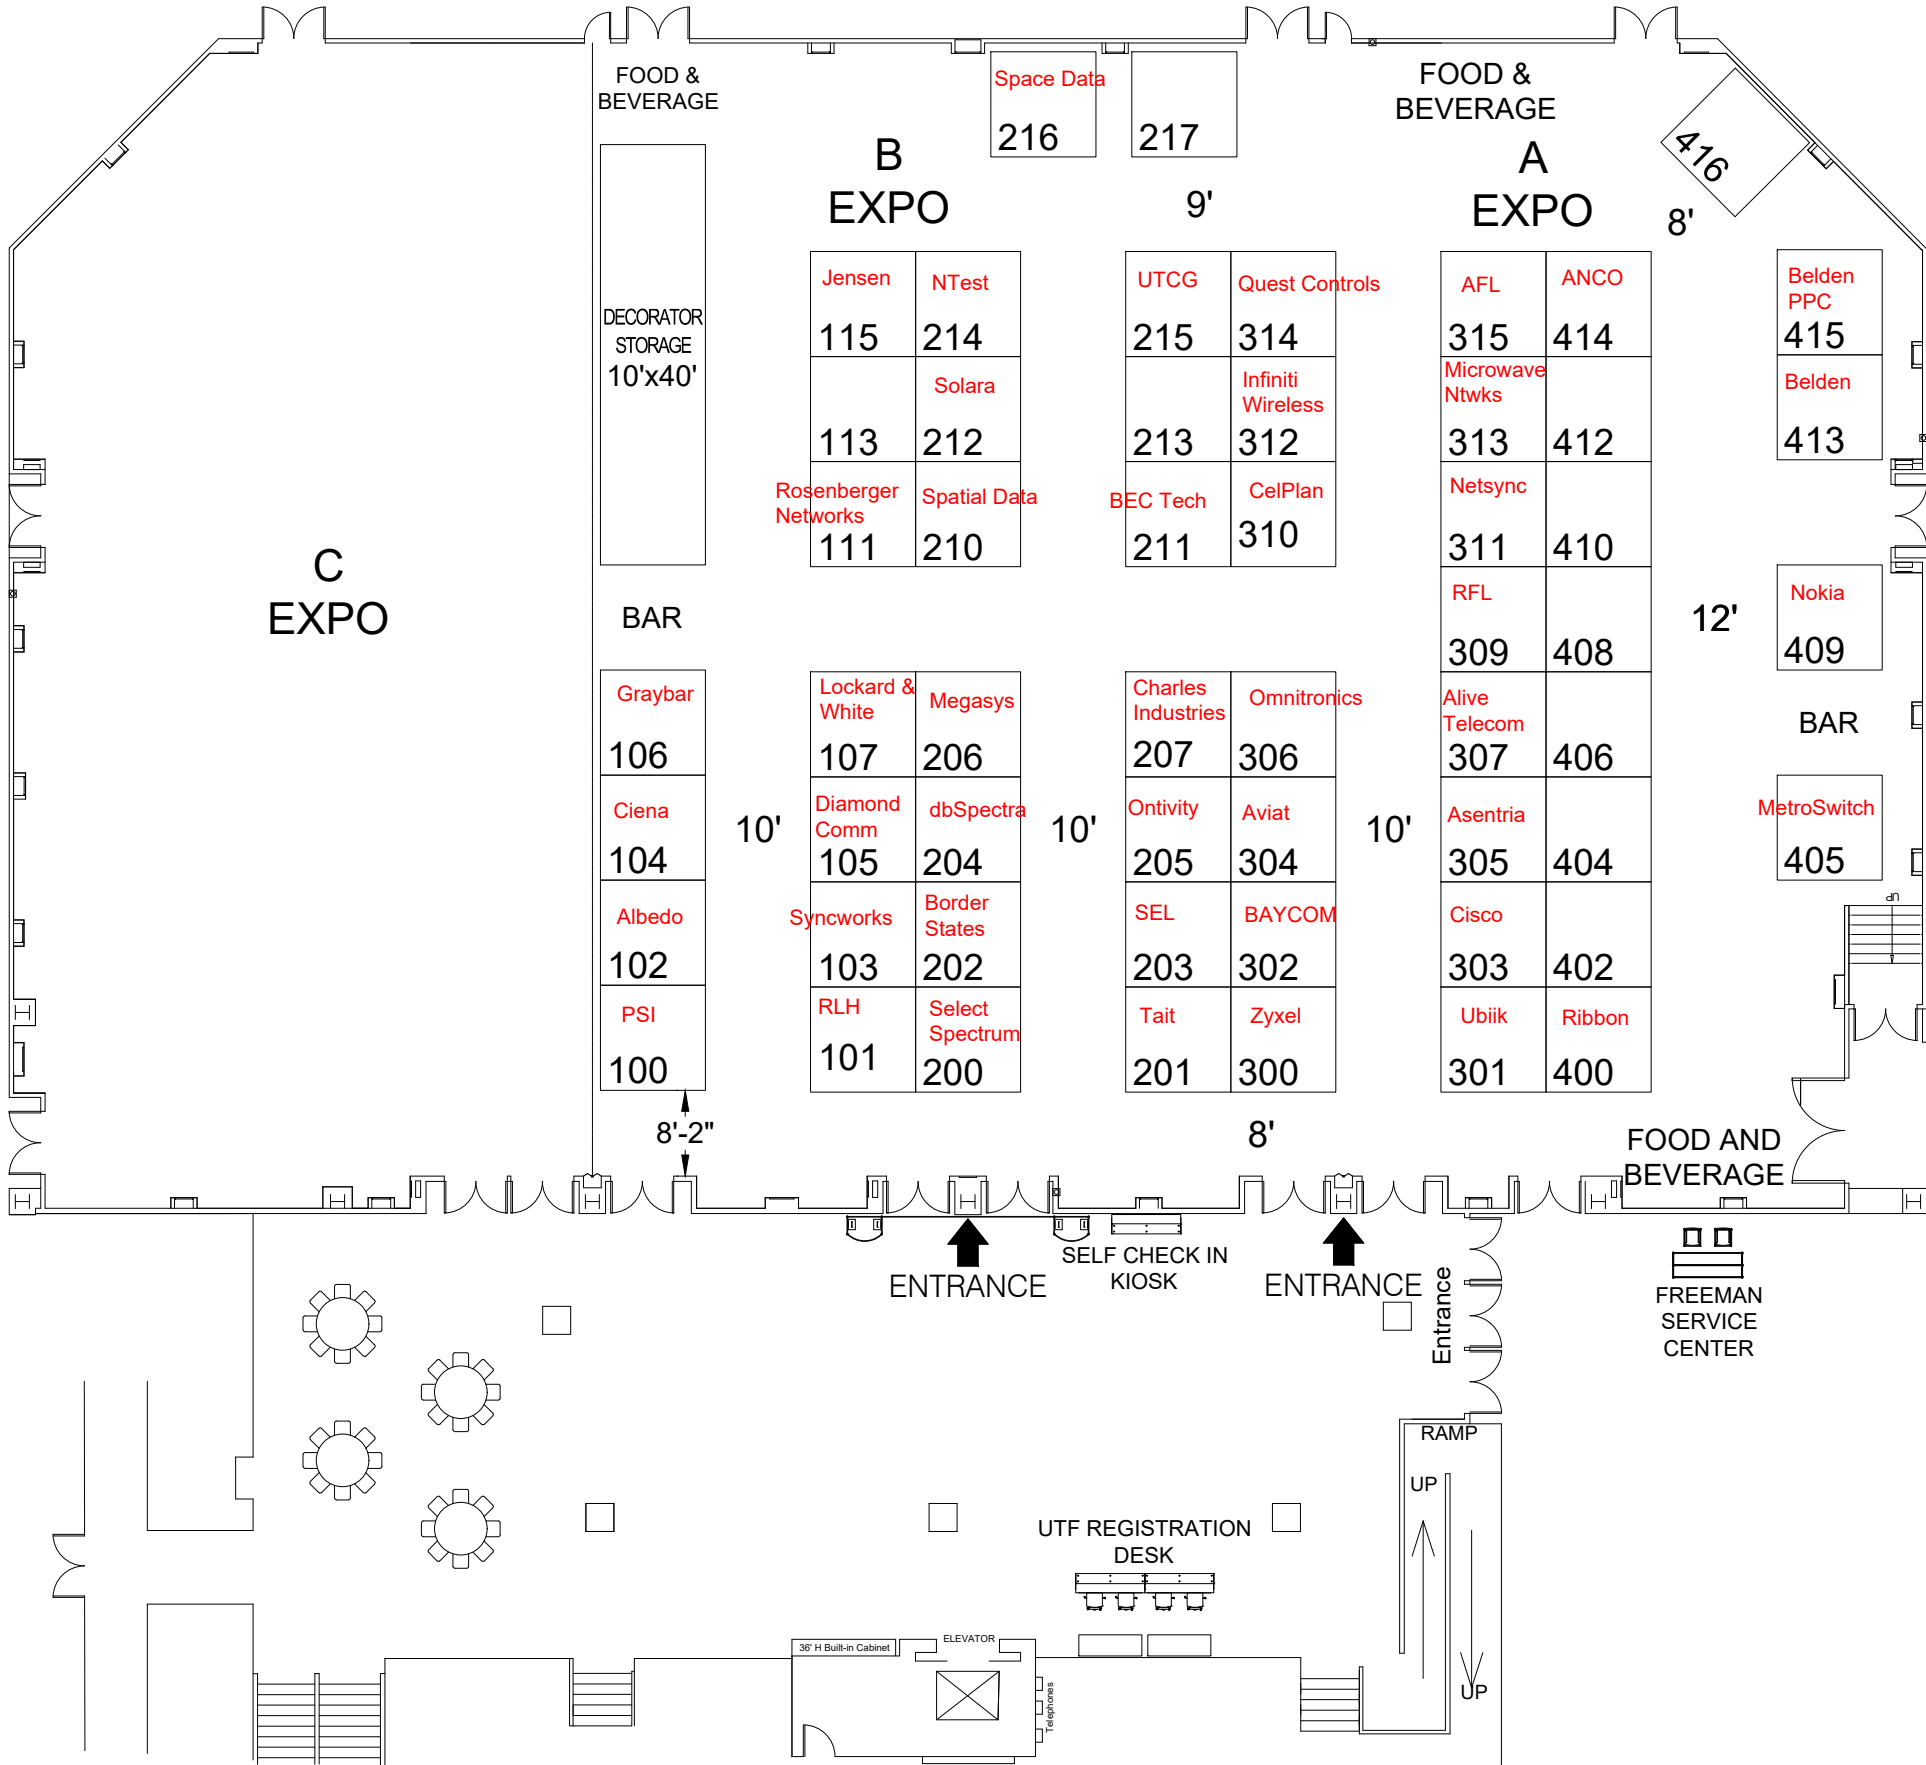 FOOD &
BEVERAGE
Space Data
216
217
FOOD &
BEVERAGE
416
B
EXPO
9'
A
EXPO
8'
DECORATOR
STORAGE
10'x40'
Jensen
115
NTest
214
UTCG
215
Quest Controls
314
AFL
315
ANCO
414
Belden
PPC
415
113
Solara
212
213
Infiniti
Wireless
312
Microwave
Ntwks
313
412
Belden
413
Rosenberger
Networks
111
Spatial Data
210
BEC Tech
211
CelPlan
310
Netsync
311
410
C
EXPO
BAR
RFL
309
408
12'
Nokia
409
Graybar
106
Lockard &
White
107
Megasys
206
Charles
Industries
207
Omnitronics
306
Alive
Telecom
307
406
BAR
Ciena
104
10'
Diamond
Comm
105
dbSpectra
204
10'
Ontivity
205
Aviat
304
10'
Asentria
305
404
MetroSwitch
405
Albedo
102
Syncworks
103
Border
States
202
SEL
203
BAYCOM
302
Cisco
303
402
UP
PSI
100
RLH
101
Select
Spectrum
200
Tait
201
Zyxel
300
Ubiik
301
Ribbon
400
8'-2"
8'
FOOD AND
BEVERAGE
ENTRANCE
SELF CHECK IN
KIOSK
ENTRANCE
Entrance
FREEMAN
SERVICE
CENTER
RAMP
UP
UP
UTF REGISTRATION
DESK
36' H Built-in Cabinet
ELEVATOR
Telephones